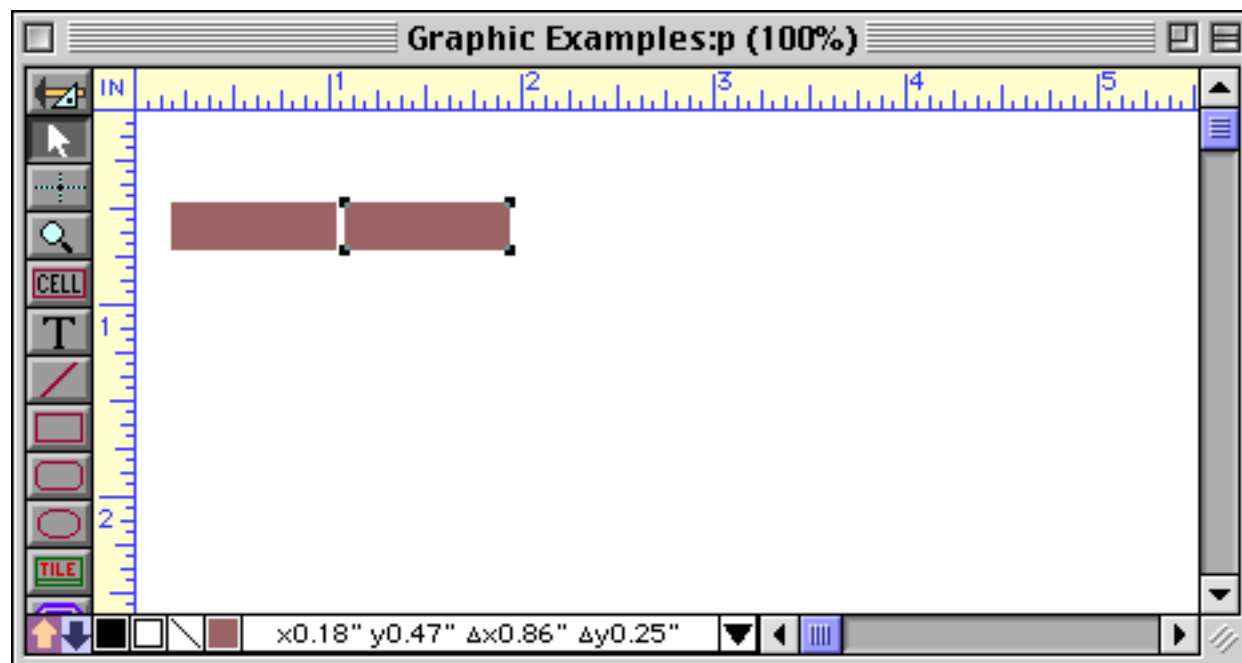 Graphic Examples:p (100%)
IN 1 2 3 4 5
CELL
T
1
2
TILE
x0.18" y0.47" Δx0.86" Δy0.25"